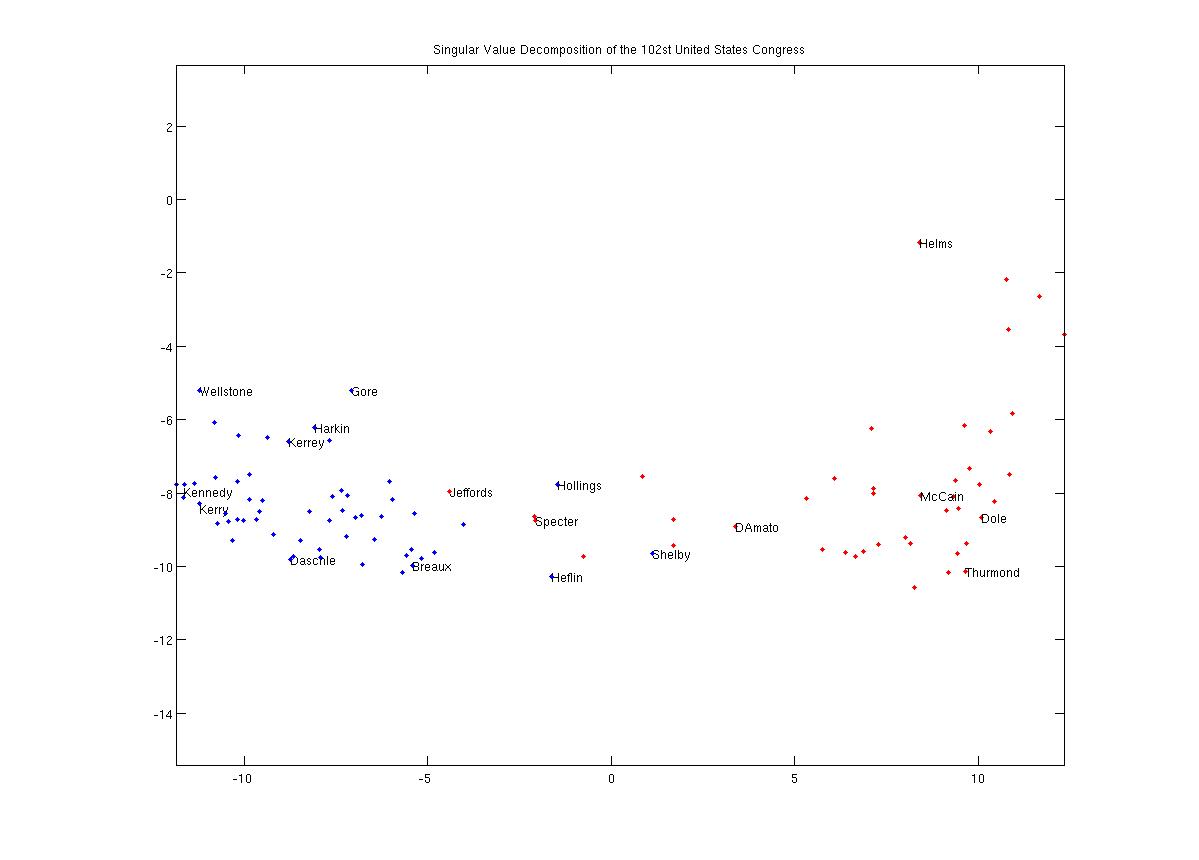 Singular Value Decomposition of the 102st United States Congress
2
0
Helms
-2
-4
Wellstone
Gore
-6
Harkin
Kerrey
Hollings
Kennedy
Jeffords
-8
McCain
Kerry
Dole
Specter
DAmato
Shelby
Daschle
Breaux
-10
Thurmond
Heflin
-12
-14
-10
-5
0
5
10